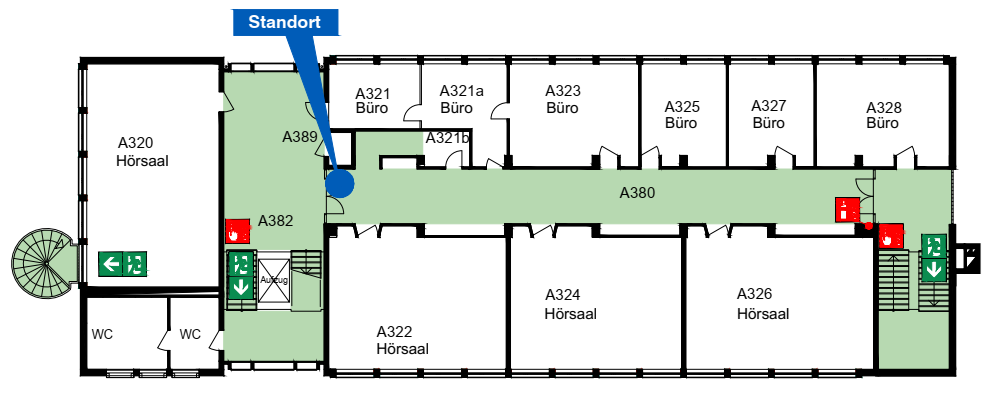 Standort
A321
Büro
A321a
Büro
A323
Büro
A325
Büro
A327
Büro
A328
Büro
A320
Hörsaal
A389
A321b
A380
A382
Aufzug
A322
Hörsaal
A324
Hörsaal
A326
Hörsaal
WC
WC